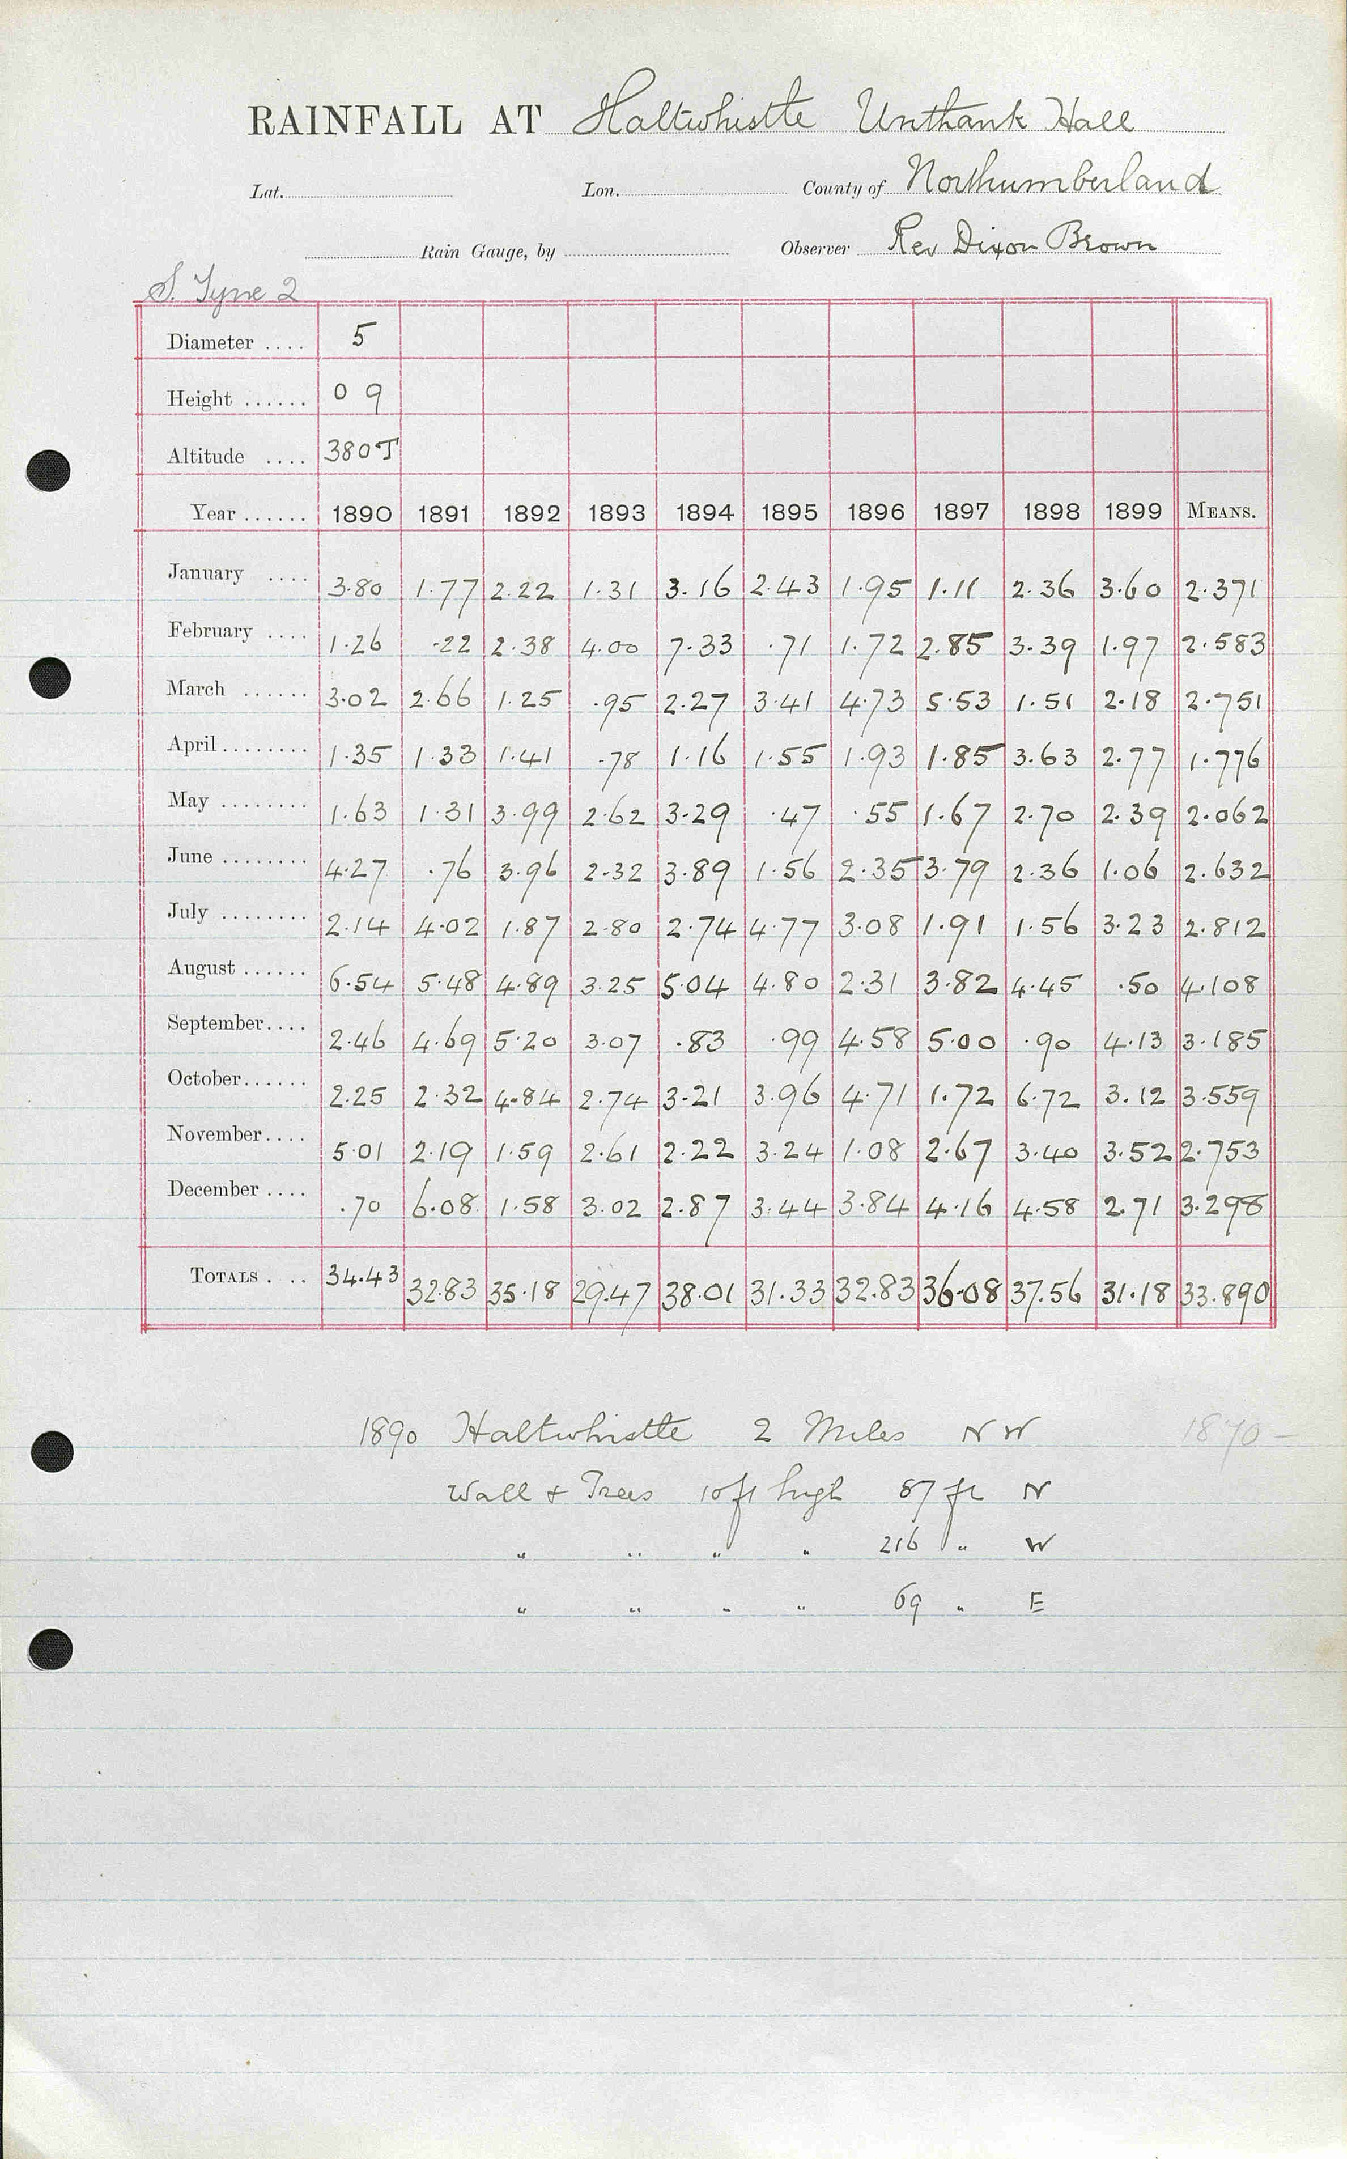 RAINFALL AT Haltwhistle Unthank Hall
Lat. Lon. County of Northumberland
Rain Gauge, by Observer Rev Dixon Brown
S. Tyne 2
Diameter .... 5
Height ...... 0 9
Altitude .... 380T
Year ...... 1890 1891 1892 1893 1894 1895 1896 1897 1898 1899 MEANS.
January .... 3.80 1.77 2.22 1.31 3.16 2.43 1.95 1.11 2.36 3.60 2.371
February .... 1.26 .22 2.38 4.00 7.33 .71 1.72 2.85 3.39 1.97 2.583
March ...... 3.02 2.66 1.25 .95 2.27 3.41 4.73 5.53 1.51 2.18 2.751
April ........ 1.35 1.33 1.41 .78 1.16 1.55 1.93 1.85 3.63 2.77 1.776
May ........ 1.63 1.31 3.99 2.62 3.29 .47 .55 1.67 2.70 2.39 2.062
June ........ 4.27 .76 3.96 2.32 3.89 1.56 2.35 3.79 2.36 1.06 2.632
July ........ 2.14 4.02 1.87 2.80 2.74 4.77 3.08 1.91 1.56 3.23 2.812
August ...... 6.54 5.48 4.89 3.25 5.04 4.80 2.31 3.82 4.45 .50 4.108
September.... 2.46 4.69 5.20 3.07 .83 .99 4.58 5.00 .90 4.13 3.185
October...... 2.25 2.32 4.84 2.74 3.21 3.96 4.71 1.72 6.72 3.12 3.559
November.... 5.01 2.19 1.59 2.61 2.22 3.24 1.08 2.67 3.40 3.52 2.753
December .... .70 6.08 1.58 3.02 2.87 3.44 3.84 4.16 4.58 2.71 3.298
TOTALS . .. 34.43 32.83 35.18 29.47 38.01 31.33 32.83 36.08 37.56 31.18 33.890
1890 Haltwhistle 2 Miles NW 1870-
Wall + Trees 10ft high 87 ft N
" " " " 216 " W
" " " " 69 " E